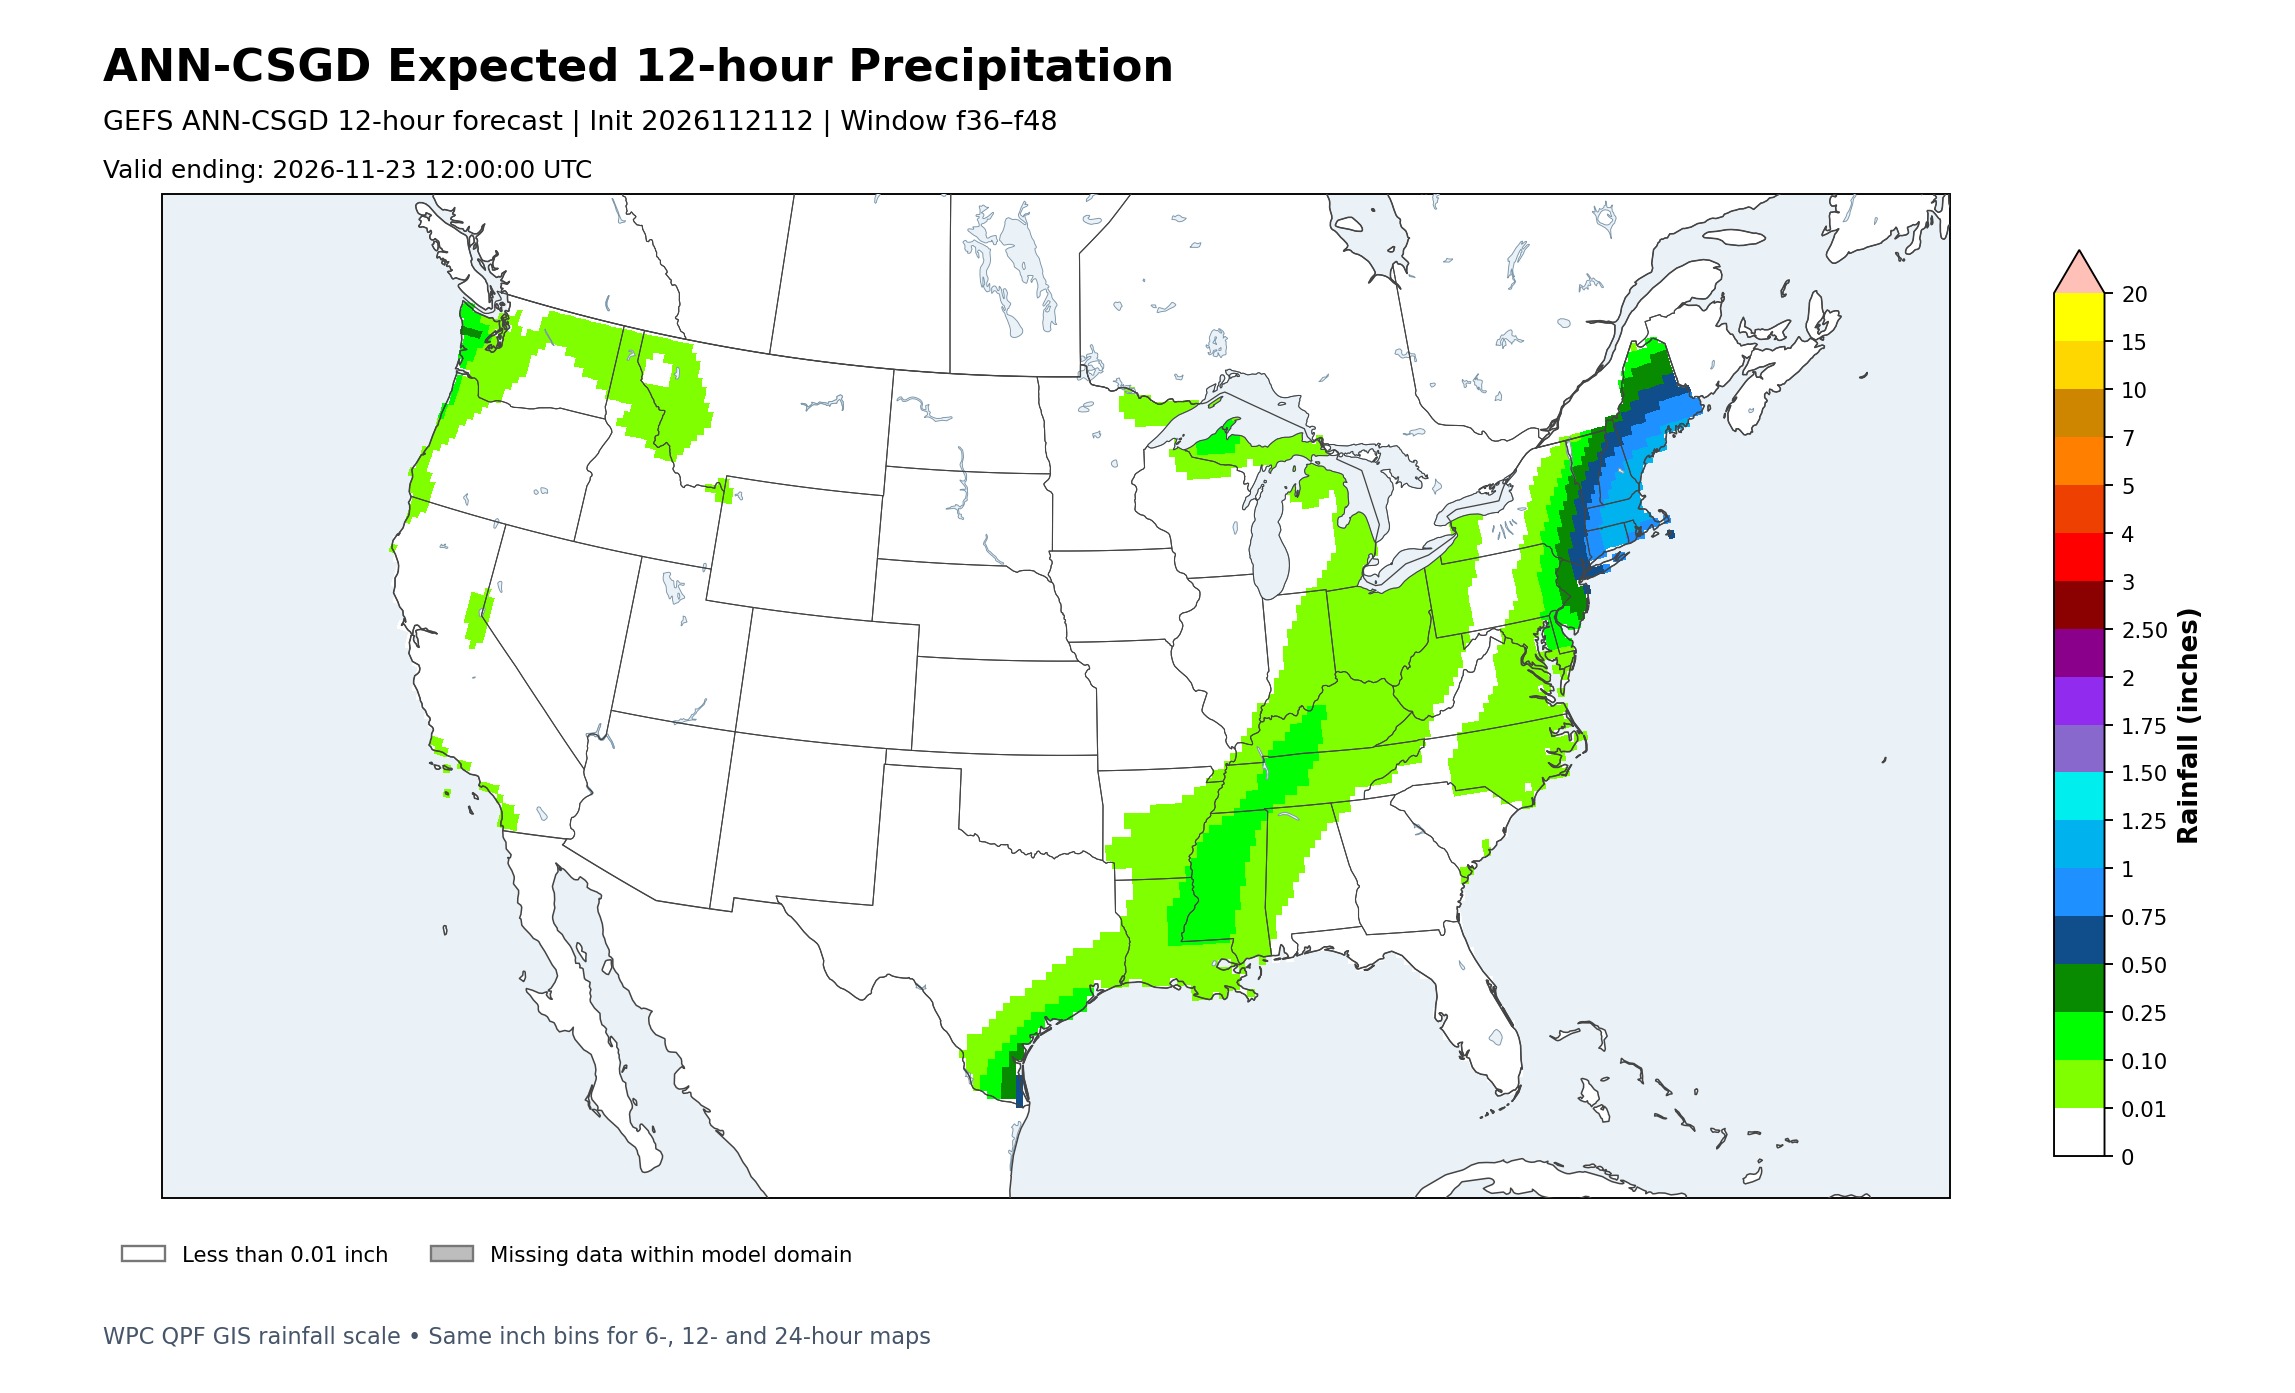 ANN-CSGD Expected 12-hour Precipitation
GEFS ANN-CSGD 12-hour forecast | Init 2026112112 | Window f36–f48
Valid ending: 2026-11-23 12:00:00 UTC
20
15
10
7
5
4
3
2.50
2
1.75
1.50
1.25
1
0.75
0.50
0.25
0.10
0.01
0
Rainfall (inches)
Less than 0.01 inch
Missing data within model domain
WPC QPF GIS rainfall scale • Same inch bins for 6-, 12- and 24-hour maps